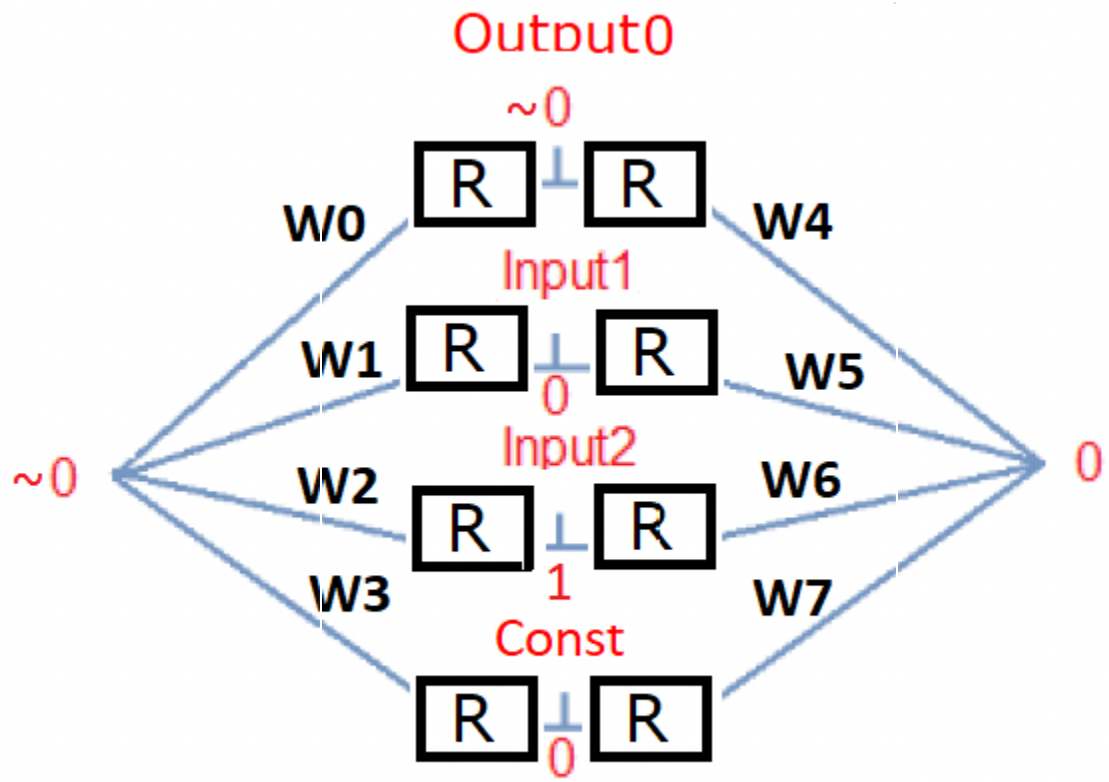 Output0
~0
R R
W0 W4
Input1
R R
W1 W5
0
Input2
~0 0
W2 W6
R R
1
W3 W7
Const
R R
0